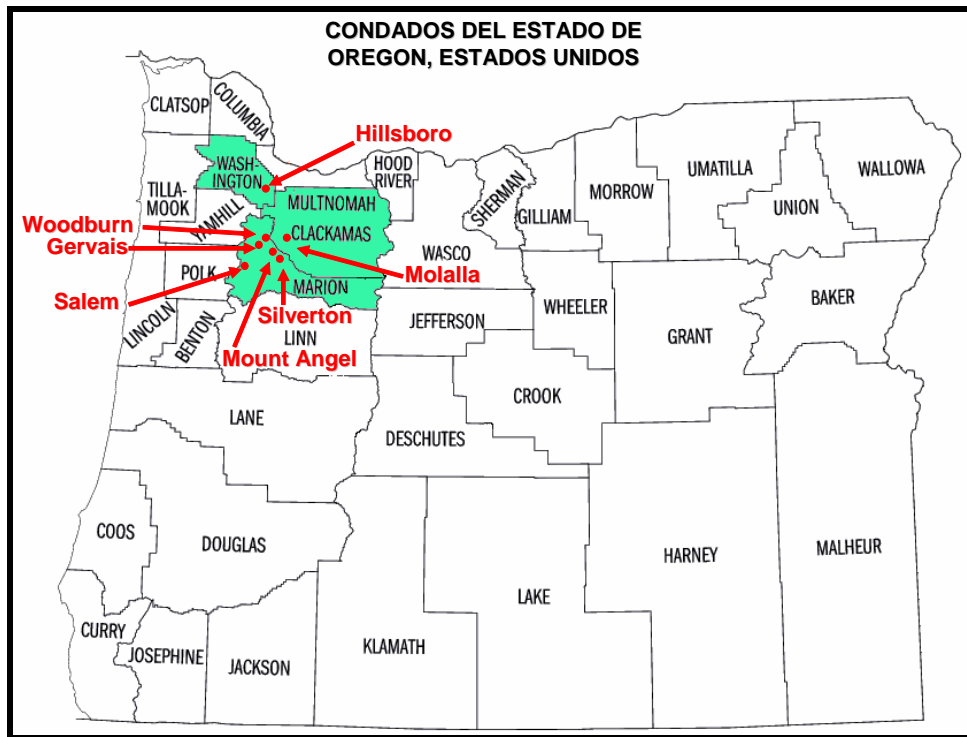 CONDADOS DEL ESTADO DE
OREGON, ESTADOS UNIDOS
CLATSOP
COLUMBIA
Hillsboro
WASH-
INGTON
HOOD
RIVER
TILLA-
MOOK
MULTNOMAH
SHERMAN
GILLIAM
MORROW
UMATILLA
UNION
WALLOWA
YAMHILL
Woodburn
Gervais
CLACKAMAS
WASCO
POLK
Molalla
Salem
MARION
WHEELER
BAKER
LINCOLN
BENTON
Silverton
LINN
JEFFERSON
GRANT
Mount Angel
CROOK
LANE
DESCHUTES
COOS
DOUGLAS
HARNEY
MALHEUR
LAKE
CURRY
JOSEPHINE
JACKSON
KLAMATH